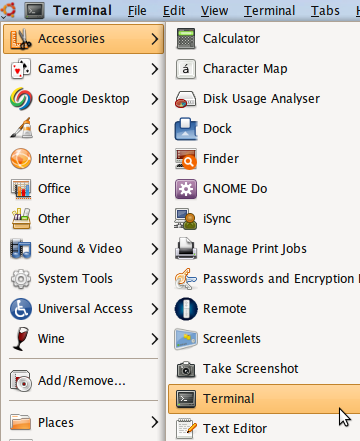 Terminal File Edit View Terminal Tabs
Accessories
Games
Google Desktop
Graphics
Internet
Office
Other
Sound & Video
System Tools
Universal Access
Wine
Add/Remove...
Places
Calculator
á Character Map
Disk Usage Analyser
Dock
Finder
GNOME Do
iSync
Manage Print Jobs
Passwords and Encryption
Remote
Screenlets
Take Screenshot
Terminal
Text Editor